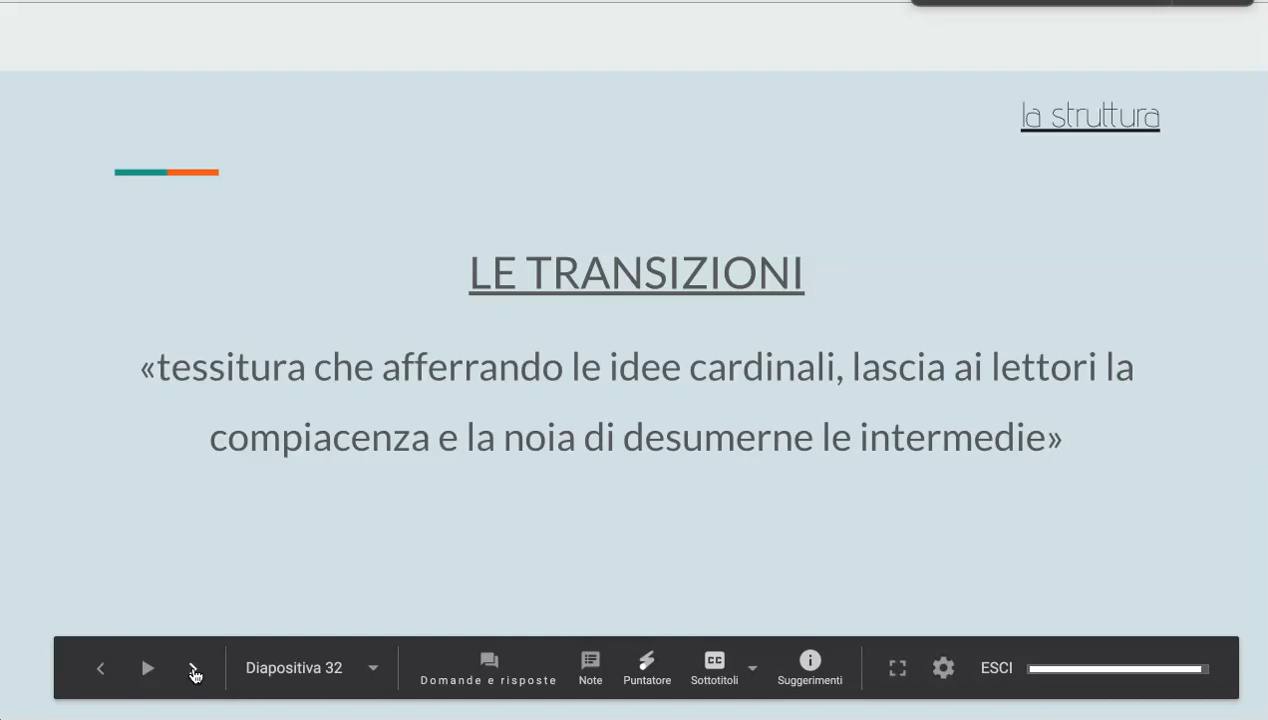 la struttura
LE TRANSIZIONI
«tessitura che afferrando le idee cardinali, lascia ai lettori la
compiacenza e la noia di desumerne le intermedie»
Diapositiva 32
Domande e risposte
Note
Puntatore
CC
Sottotitoli
Suggerimenti
ESCI